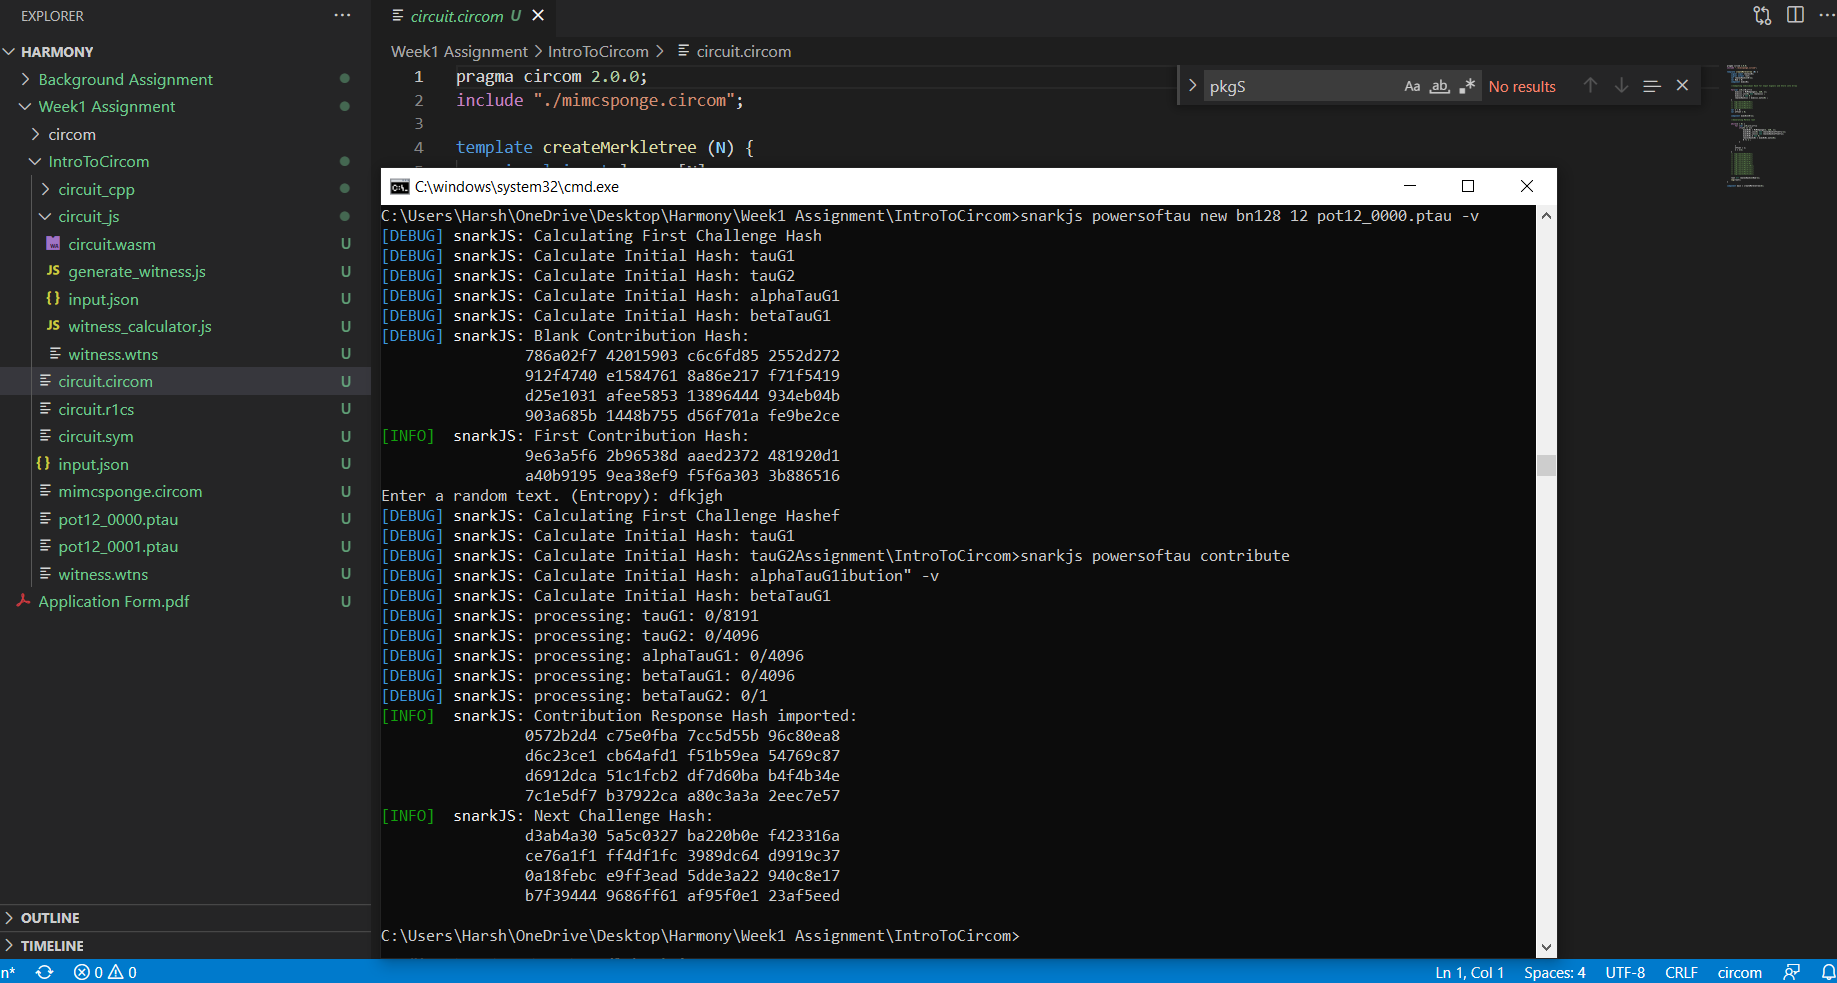 EXPLORER
HARMONY
Background Assignment
Week1 Assignment
circom
IntroToCircom
circuit_cpp
circuit_js
circuit.wasm U
JS generate_witness.js U
{} input.json U
JS witness_calculator.js U
witness.wtns U
circuit.circom U
circuit.r1cs U
circuit.sym U
{} input.json U
mimcsponge.circom U
pot12_0000.ptau U
pot12_0001.ptau U
witness.wtns U
Application Form.pdf U
OUTLINE
TIMELINE
circuit.circom U
Week1 Assignment > IntroToCircom > circuit.circom
1 pragma circom 2.0.0;
2 include "./mimcsponge.circom";
3
4 template createMerkletree (N) {
pkgS Aa ab .* No results
C:\windows\system32\cmd.exe
C:\Users\Harsh\OneDrive\Desktop\Harmony\Week1 Assignment\IntroToCircom>snarkjs powersoftau new bn128 12 pot12_0000.ptau -v
[DEBUG] snarkJS: Calculating First Challenge Hash
[DEBUG] snarkJS: Calculate Initial Hash: tauG1
[DEBUG] snarkJS: Calculate Initial Hash: tauG2
[DEBUG] snarkJS: Calculate Initial Hash: alphaTauG1
[DEBUG] snarkJS: Calculate Initial Hash: betaTauG1
[DEBUG] snarkJS: Blank Contribution Hash:
786a02f7 42015903 c6c6fd85 2552d272
912f4740 e1584761 8a86e217 f71f5419
d25e1031 afee5853 13896444 934eb04b
903a685b 1448b755 d56f701a fe9be2ce
[INFO] snarkJS: First Contribution Hash:
9e63a5f6 2b96538d aaed2372 481920d1
a40b9195 9ea38ef9 f5f6a303 3b886516
Enter a random text. (Entropy): dfkjgh
[DEBUG] snarkJS: Calculating First Challenge Hashef
[DEBUG] snarkJS: Calculate Initial Hash: tauG1
[DEBUG] snarkJS: Calculate Initial Hash: tauG2Assignment\IntroToCircom>snarkjs powersoftau contribute
[DEBUG] snarkJS: Calculate Initial Hash: alphaTauG1ibution" -v
[DEBUG] snarkJS: Calculate Initial Hash: betaTauG1
[DEBUG] snarkJS: processing: tauG1: 0/8191
[DEBUG] snarkJS: processing: tauG2: 0/4096
[DEBUG] snarkJS: processing: alphaTauG1: 0/4096
[DEBUG] snarkJS: processing: betaTauG1: 0/4096
[DEBUG] snarkJS: processing: betaTauG2: 0/1
[INFO] snarkJS: Contribution Response Hash imported:
0572b2d4 c75e0fba 7cc5d55b 96c80ea8
d6c23ce1 cb64afd1 f51b59ea 54769c87
d6912dca 51c1fcb2 df7d60ba b4f4b34e
7c1e5df7 b37922ca a80c3a3a 2eec7e57
[INFO] snarkJS: Next Challenge Hash:
d3ab4a30 5a5c0327 ba220b0e f423316a
ce76a1f1 ff4df1fc 3989dc64 d9919c37
0a18febc e9ff3ead 5dde3a22 940c8e17
b7f39444 9686ff61 af95f0e1 23af5eed
C:\Users\Harsh\OneDrive\Desktop\Harmony\Week1 Assignment\IntroToCircom>
n* 0 0 Ln 1, Col 1 Spaces: 4 UTF-8 CRLF circom